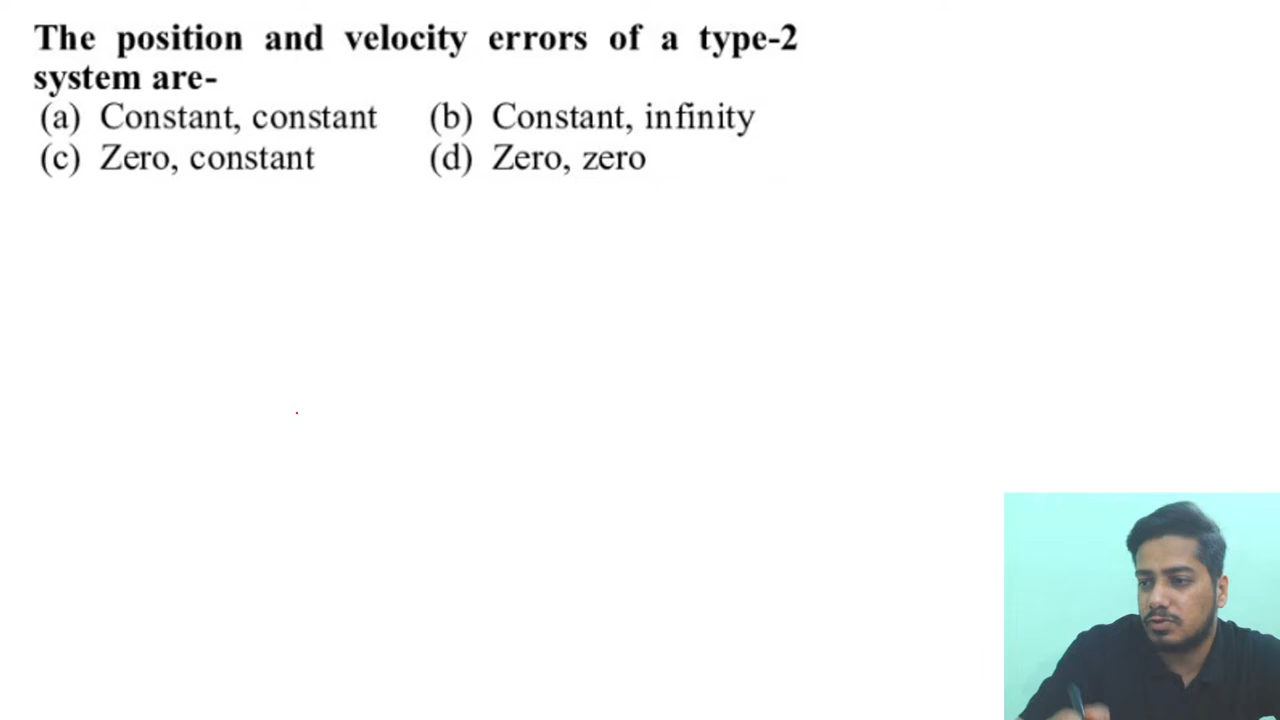 The position and velocity errors of a type-2
system are-
(a) Constant, constant (b) Constant, infinity
(c) Zero, constant (d) Zero, zero